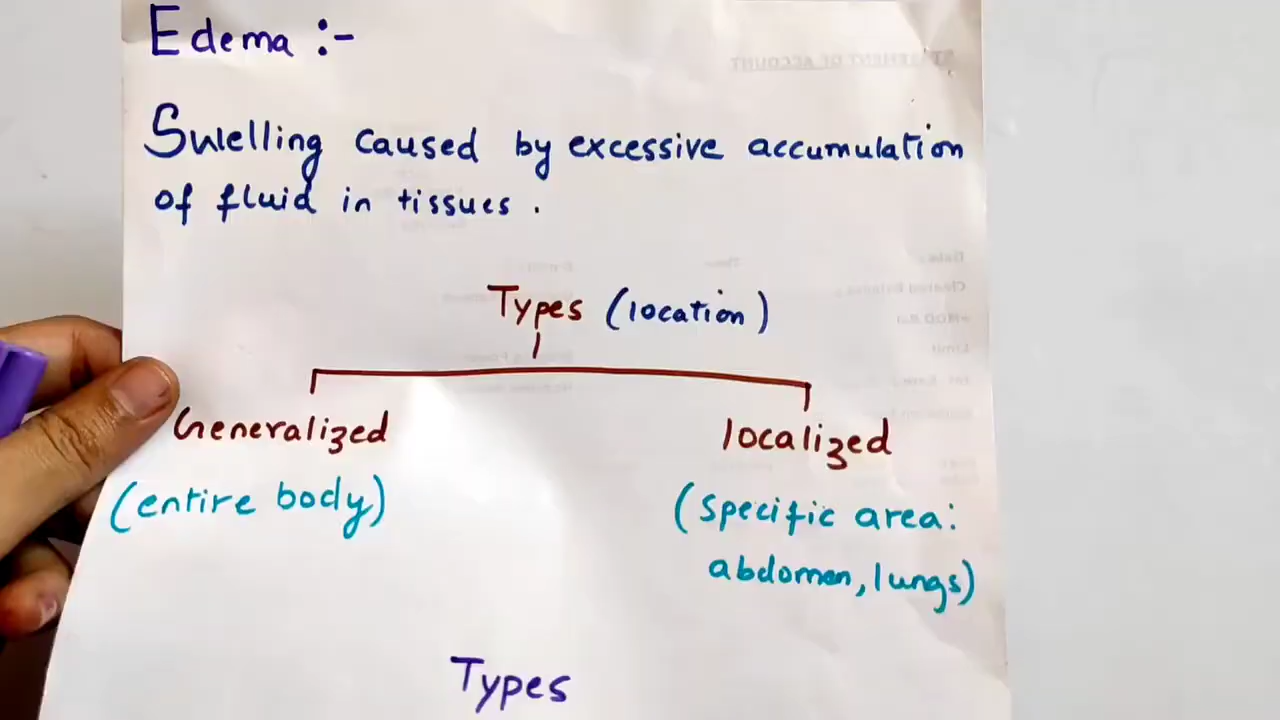 Edema :-
Swelling caused by excessive accumulation
of fluid in tissues .
Types (location)
Generalized
localized
(entire body)
(specific area:
abdomen, lungs)
Types